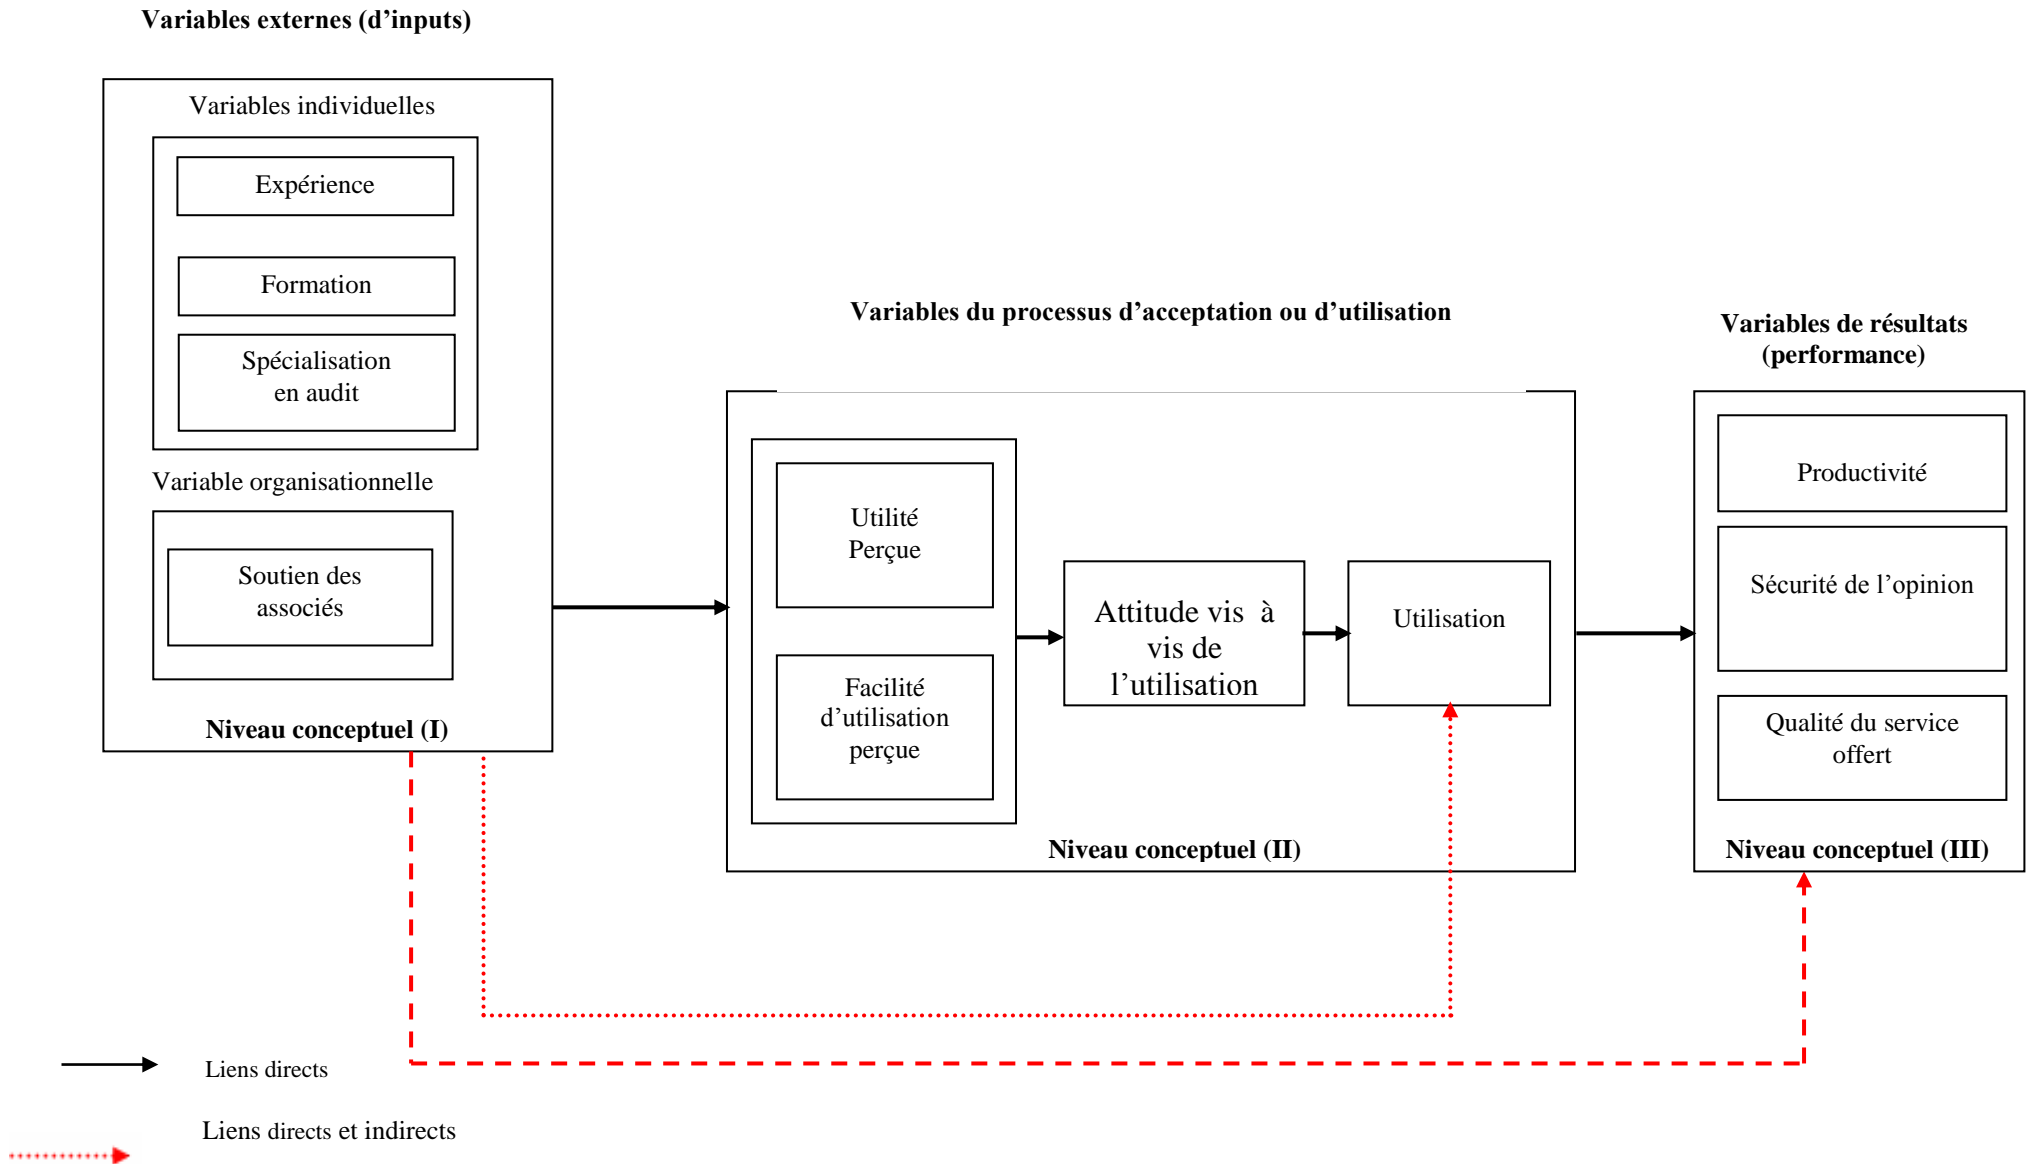 Variables externes (d’inputs)
Variables individuelles
Expérience
Formation
Spécialisation
en audit
Variable organisationnelle
Soutien des
associés
Niveau conceptuel (I)
Variables du processus d’acceptation ou d’utilisation
Utilité
Perçue
Facilité
d’utilisation
perçue
Attitude vis à
vis de
l’utilisation
Utilisation
Niveau conceptuel (II)
Variables de résultats
(performance)
Productivité
Sécurité de l’opinion
Qualité du service
offert
Niveau conceptuel (III)
Liens directs
Liens directs et indirects